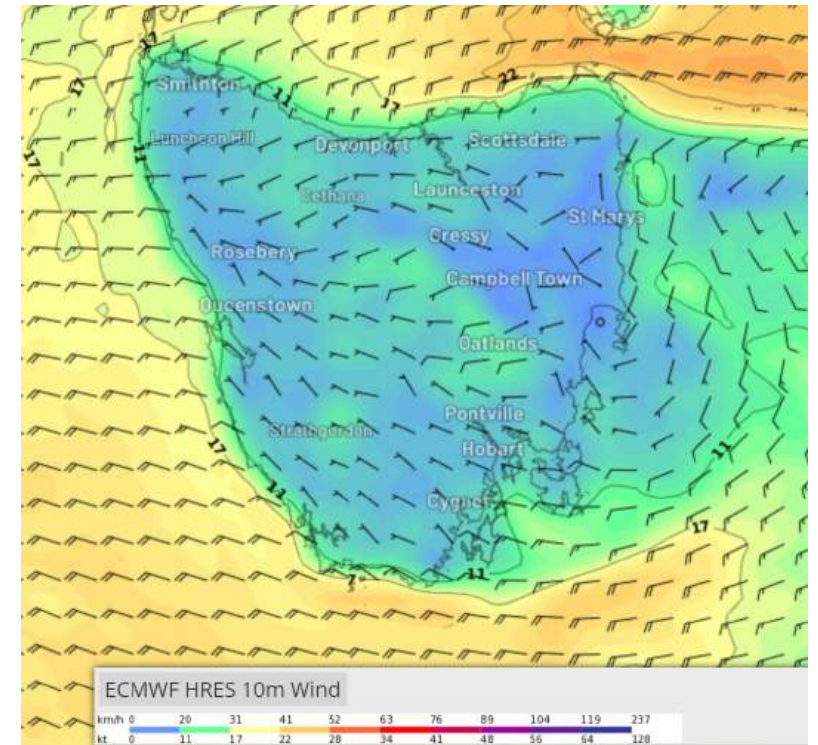 17
17
Smithton
11
17
22
17
11
Luncheon Hill
Devonport
Scottsdale
Cethana
Launceston
St Marys
Cressy
Rosebery
Campbell Town
Queenstown
Oatlands
Pontville
Strathgordon
Hobart
17
11
11
Cygnet
17
11
ECMWF HRES 10m Wind
km/h 0 20 31 41 52 63 76 89 104 119 237
kt 0 11 17 22 28 34 41 48 56 64 128